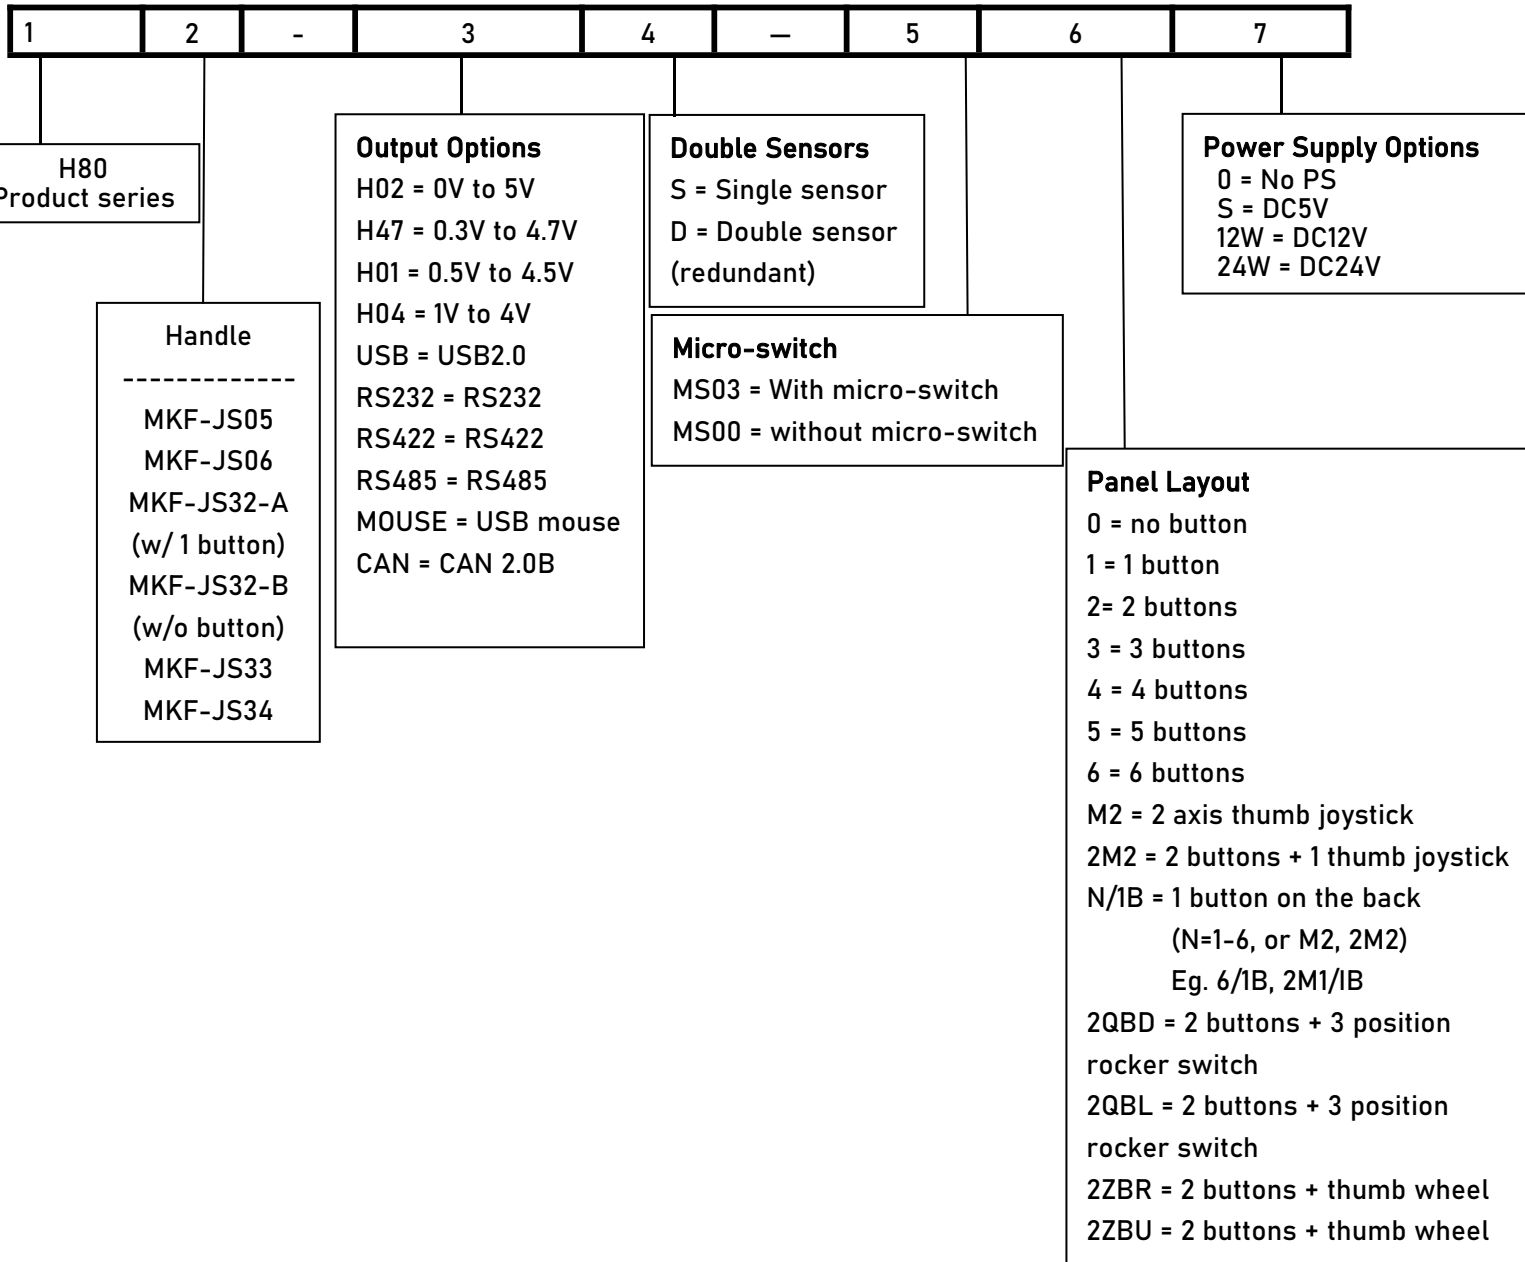 1 2 - 3 4 — 5 6 7
H80
Product series
Handle
-------------
MKF-JS05
MKF-JS06
MKF-JS32-A
(w/ 1 button)
MKF-JS32-B
(w/o button)
MKF-JS33
MKF-JS34
Output Options
H02 = 0V to 5V
H47 = 0.3V to 4.7V
H01 = 0.5V to 4.5V
H04 = 1V to 4V
USB = USB2.0
RS232 = RS232
RS422 = RS422
RS485 = RS485
MOUSE = USB mouse
CAN = CAN 2.0B
Double Sensors
S = Single sensor
D = Double sensor
(redundant)
Micro-switch
MS03 = With micro-switch
MS00 = without micro-switch
Panel Layout
0 = no button
1 = 1 button
2= 2 buttons
3 = 3 buttons
4 = 4 buttons
5 = 5 buttons
6 = 6 buttons
M2 = 2 axis thumb joystick
2M2 = 2 buttons + 1 thumb joystick
N/1B = 1 button on the back
(N=1-6, or M2, 2M2)
Eg. 6/1B, 2M1/IB
2QBD = 2 buttons + 3 position
rocker switch
2QBL = 2 buttons + 3 position
rocker switch
2ZBR = 2 buttons + thumb wheel
2ZBU = 2 buttons + thumb wheel
Power Supply Options
0 = No PS
S = DC5V
12W = DC12V
24W = DC24V